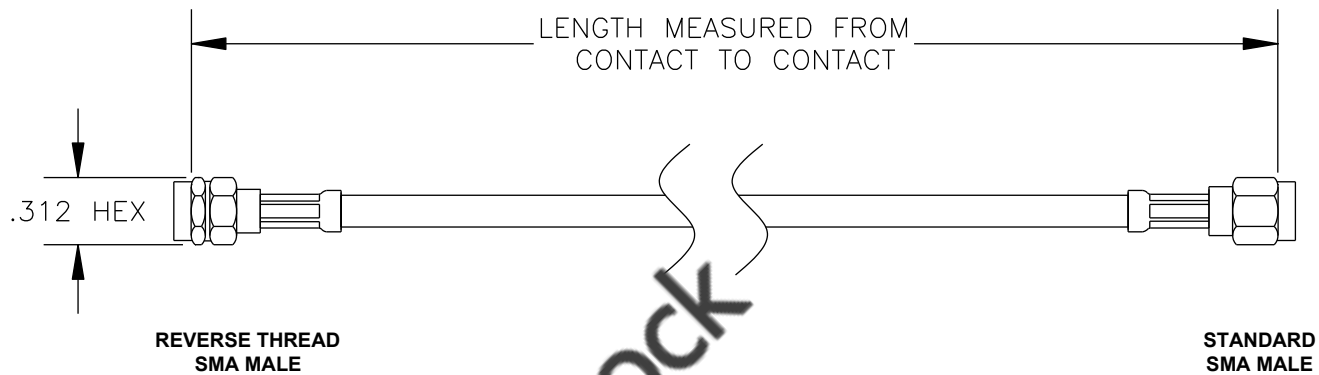 LENGTH MEASURED FROM
CONTACT TO CONTACT
.312 HEX
REVERSE THREAD
SMA MALE
STANDARD
SMA MALE